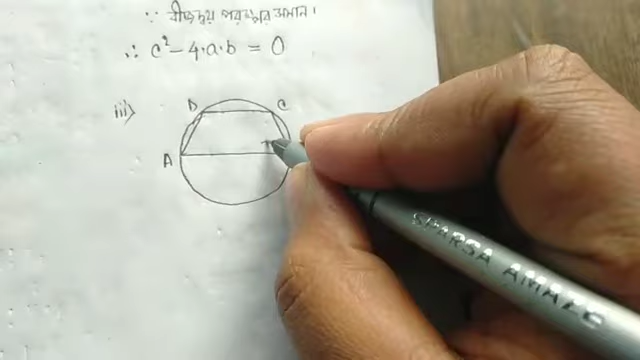 ∵ বীজদ্বয় পরস্পর সমান।
∴ c² - 4·a·b = 0
iii>
D
C
A
SPARSA AMAZE